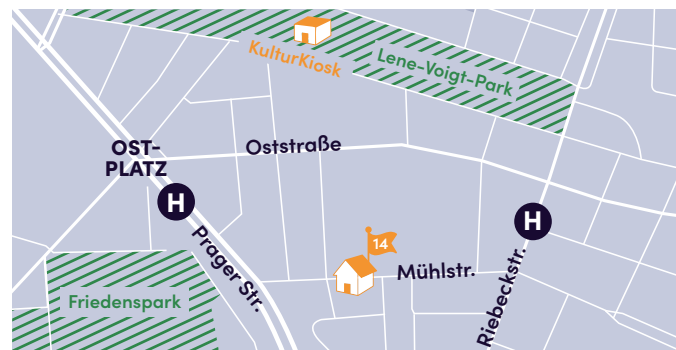 KulturKiosk
Lene-Voigt-Park
OST-
PLATZ
Oststraße
H
H
14
Prager Str.
Mühlstr.
Riebeckstr.
Friedenspark